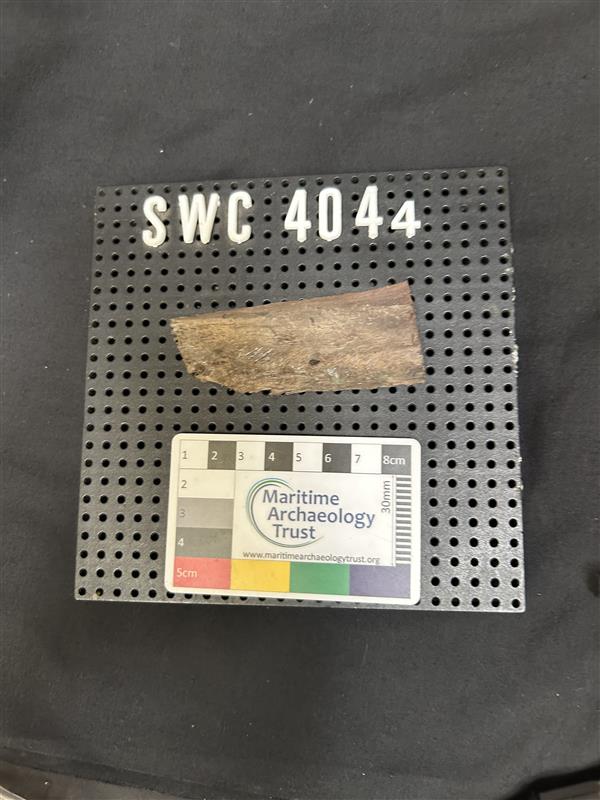 SWC 4044
1 2 3 4 5 6 7 8cm
2
3
4
5cm
30mm
Maritime
Archaeology
Trust
www.maritimearchaeologytrust.org